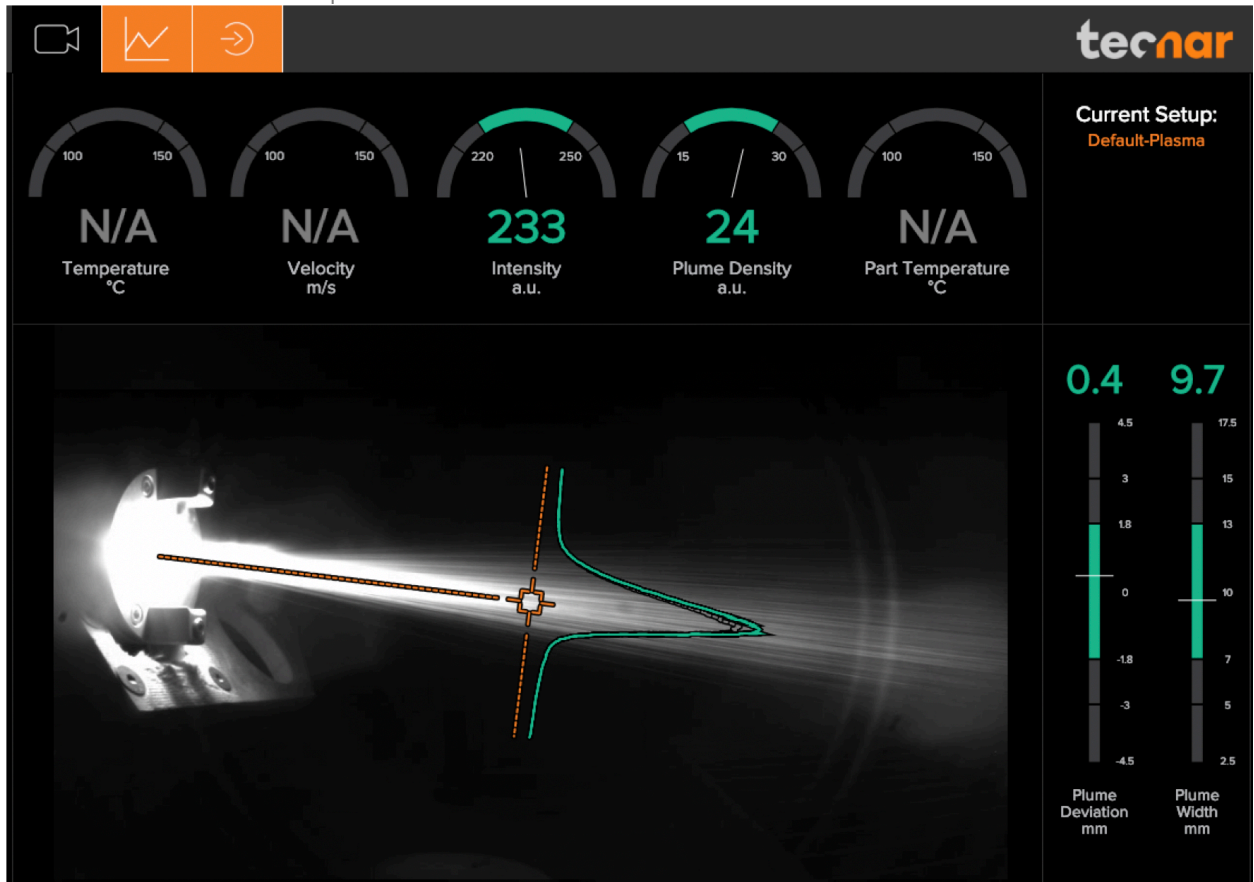 tecnar
Current Setup:
Default-Plasma
100 150
N/A
Temperature
°C
100 150
N/A
Velocity
m/s
220 250
233
Intensity
a.u.
15 30
24
Plume Density
a.u.
100 150
N/A
Part Temperature
°C
0.4
4.5
3
1.8
0
-1.8
-3
-4.5
Plume
Deviation
mm
9.7
17.5
15
13
10
7
5
2.5
Plume
Width
mm